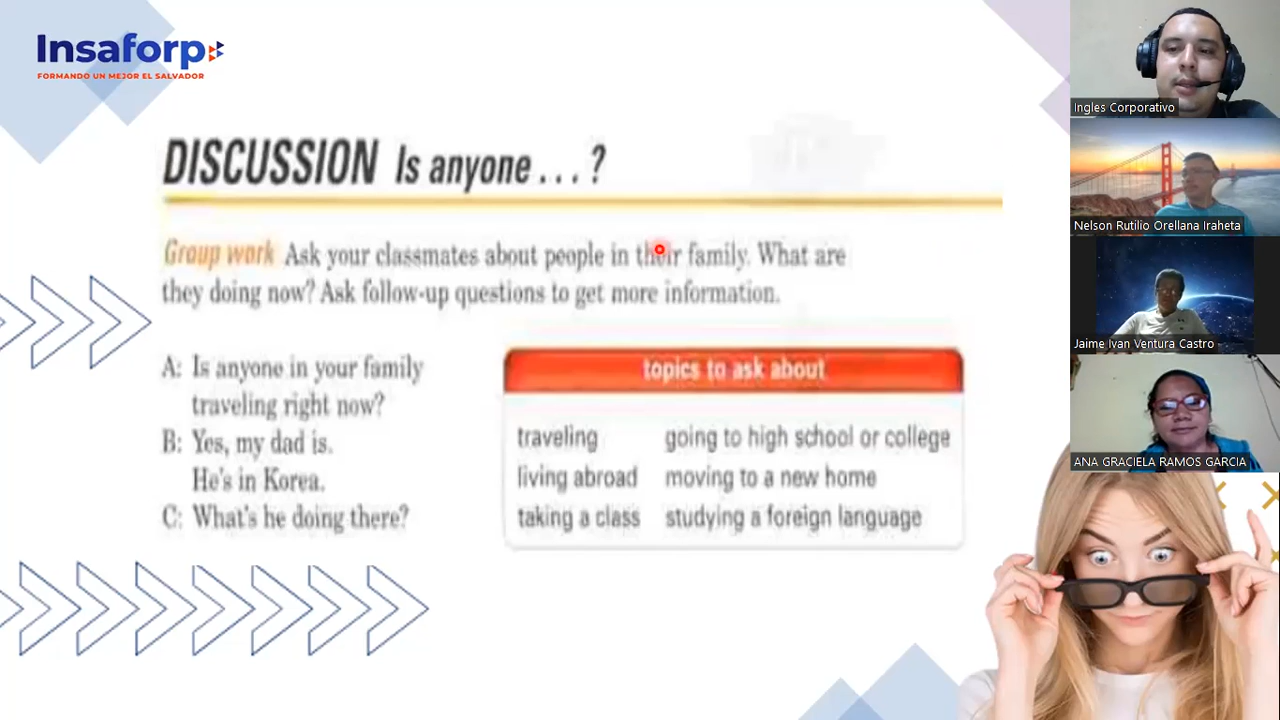 Insaforp
FORMANDO UN MEJOR EL SALVADOR
DISCUSSION Is anyone . . . ?
Group work Ask your classmates about people in their family. What are
they doing now? Ask follow-up questions to get more information.
A: Is anyone in your family
traveling right now?
B: Yes, my dad is.
He's in Korea.
C: What's he doing there?
topics to ask about
traveling going to high school or college
living abroad moving to a new home
taking a class studying a foreign language
Ingles Corporativo
Nelson Rutilio Orellana Iraheta
Jaime Ivan Ventura Castro
ANA GRACIELA RAMOS GARCIA